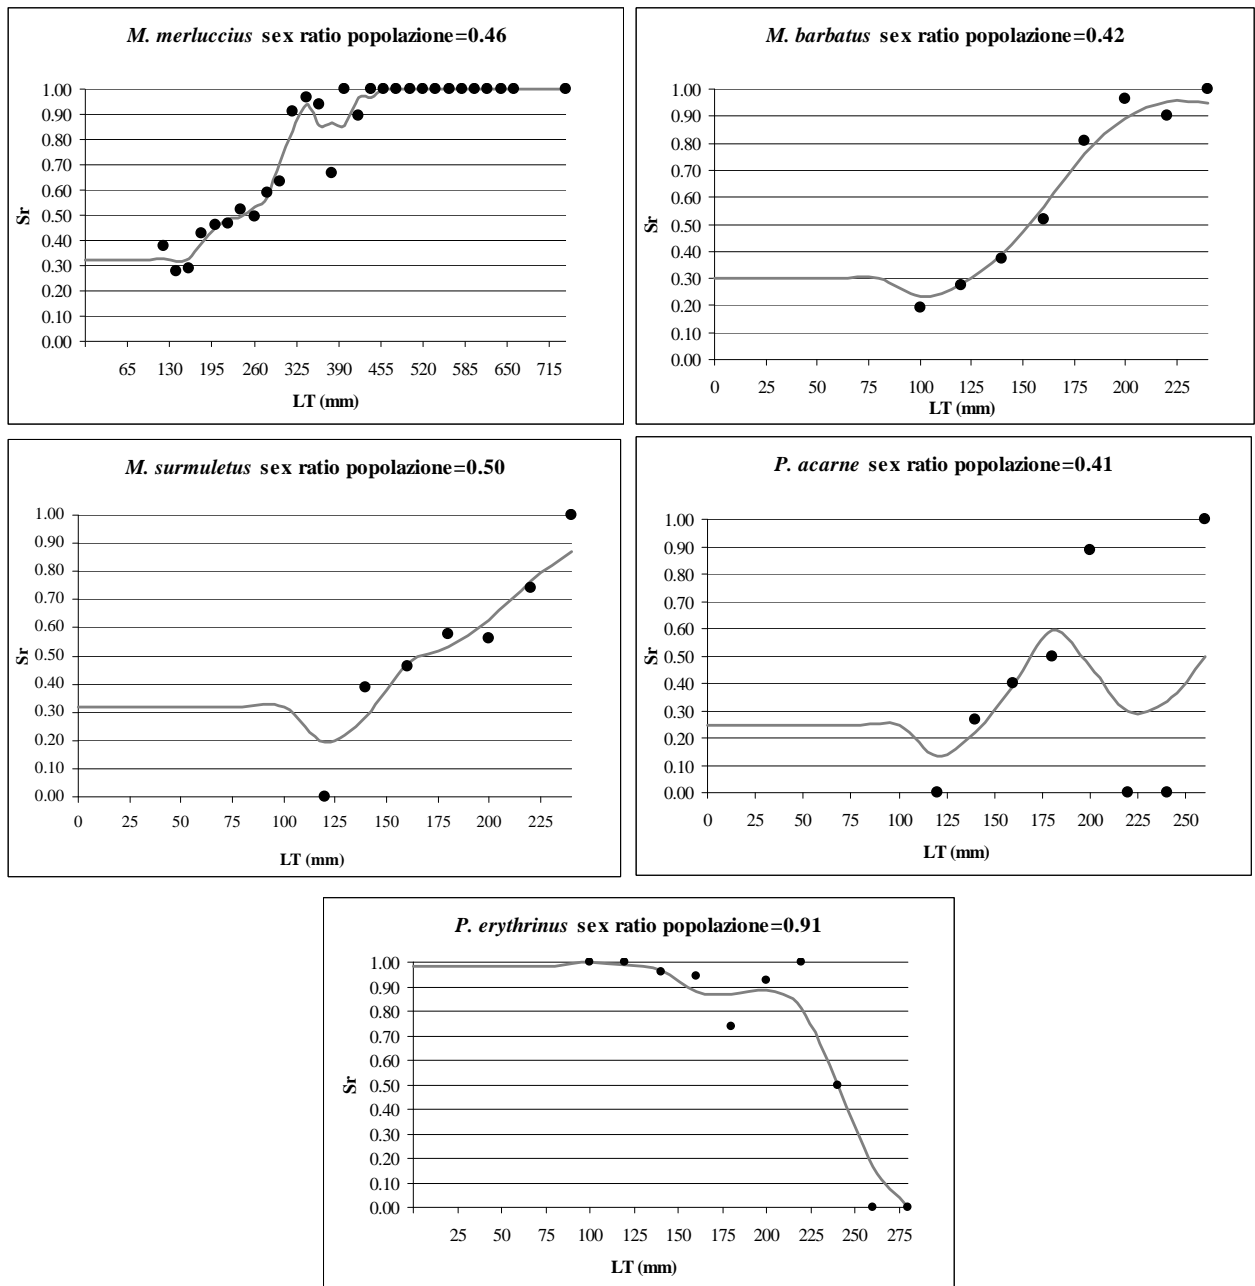 M. merluccius sex ratio popolazione=0.46
1.00
0.90
0.80
0.70
0.60
0.50
0.40
0.30
0.20
0.10
0.00
Sr
65 130 195 260 325 390 455 520 585 650 715
LT (mm)
M. barbatus sex ratio popolazione=0.42
1.00
0.90
0.80
0.70
0.60
0.50
0.40
0.30
0.20
0.10
0.00
Sr
0 25 50 75 100 125 150 175 200 225
LT (mm)
M. surmuletus sex ratio popolazione=0.50
1.00
0.90
0.80
0.70
0.60
0.50
0.40
0.30
0.20
0.10
0.00
Sr
0 25 50 75 100 125 150 175 200 225
LT (mm)
P. acarne sex ratio popolazione=0.41
1.00
0.90
0.80
0.70
0.60
0.50
0.40
0.30
0.20
0.10
0.00
Sr
0 25 50 75 100 125 150 175 200 225 250
LT (mm)
P. erythrinus sex ratio popolazione=0.91
1.00
0.90
0.80
0.70
0.60
0.50
0.40
0.30
0.20
0.10
0.00
Sr
25 50 75 100 125 150 175 200 225 250 275
LT (mm)